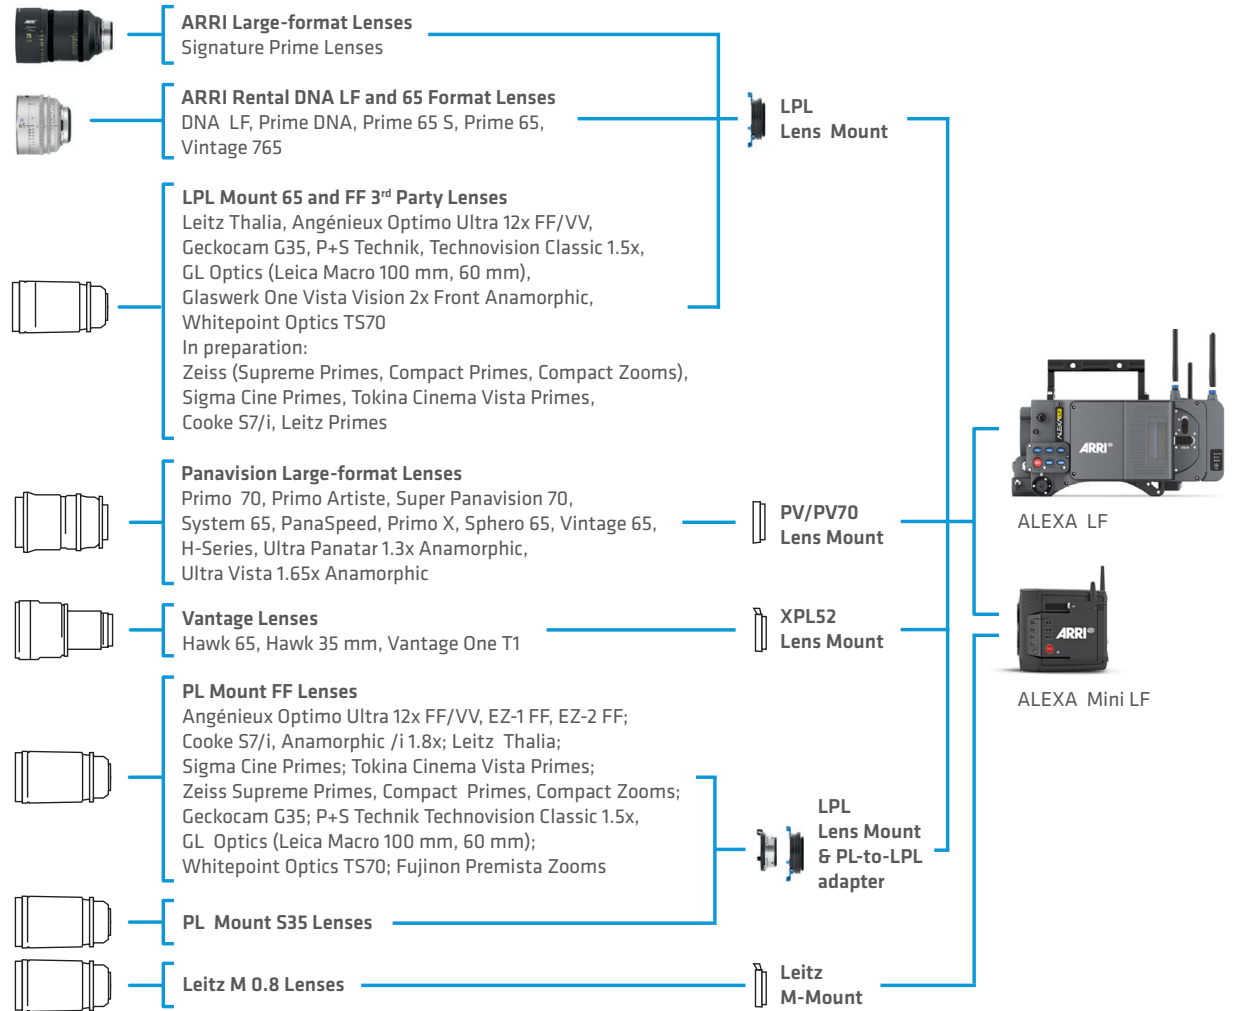 ARRI Large-format Lenses
Signature Prime Lenses
ARRI Rental DNA LF and 65 Format Lenses
DNA LF, Prime DNA, Prime 65 S, Prime 65,
Vintage 765
LPL
Lens Mount
LPL Mount 65 and FF 3rd Party Lenses
Leitz Thalia, Angénieux Optimo Ultra 12x FF/VV,
Geckocam G35, P+S Technik, Technovision Classic 1.5x,
GL Optics (Leica Macro 100 mm, 60 mm),
Glaswerk One Vista Vision 2x Front Anamorphic,
Whitepoint Optics TS70
In preparation:
Zeiss (Supreme Primes, Compact Primes, Compact Zooms),
Sigma Cine Primes, Tokina Cinema Vista Primes,
Cooke S7/i, Leitz Primes
Panavision Large-format Lenses
Primo 70, Primo Artiste, Super Panavision 70,
System 65, PanaSpeed, Primo X, Sphero 65, Vintage 65,
H-Series, Ultra Panatar 1.3x Anamorphic,
Ultra Vista 1.65x Anamorphic
PV/PV70
Lens Mount
Vantage Lenses
Hawk 65, Hawk 35 mm, Vantage One T1
XPL52
Lens Mount
PL Mount FF Lenses
Angénieux Optimo Ultra 12x FF/VV, EZ-1 FF, EZ-2 FF;
Cooke S7/i, Anamorphic /i 1.8x; Leitz Thalia;
Sigma Cine Primes; Tokina Cinema Vista Primes;
Zeiss Supreme Primes, Compact Primes, Compact Zooms;
Geckocam G35; P+S Technik Technovision Classic 1.5x,
GL Optics (Leica Macro 100 mm, 60 mm);
Whitepoint Optics TS70; Fujinon Premista Zooms
LPL
Lens Mount
& PL-to-LPL
adapter
PL Mount S35 Lenses
Leitz M 0.8 Lenses
Leitz
M-Mount
ARRI
ALEXA
ARRI
ALEXA LF
ARRI
ALEXA Mini LF